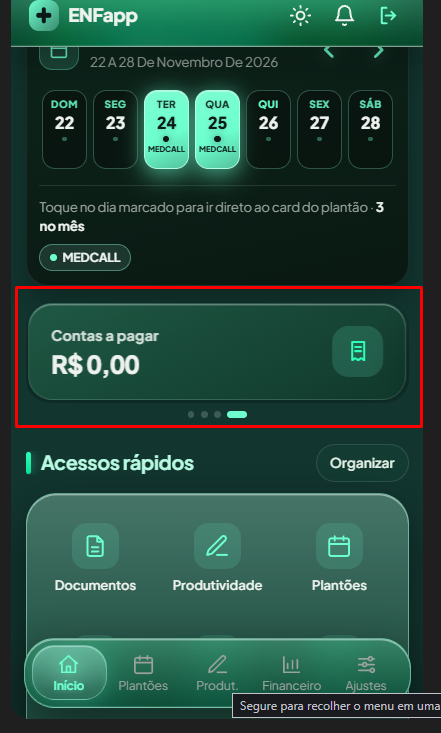 ENFapp
22 A 28 De Novembro De 2026
DOM
SEG
TER
QUA
QUI
SEX
SÁB
22
23
24
25
26
27
28
MEDCALL
MEDCALL
Toque no dia marcado para ir direto ao card do plantão · 3
no mês
MEDCALL
Contas a pagar
R$ 0,00
Acessos rápidos
Organizar
Documentos
Produtividade
Plantões
Início
Plantões
Produt.
Financeiro
Ajustes
Segure para recolher o menu em uma